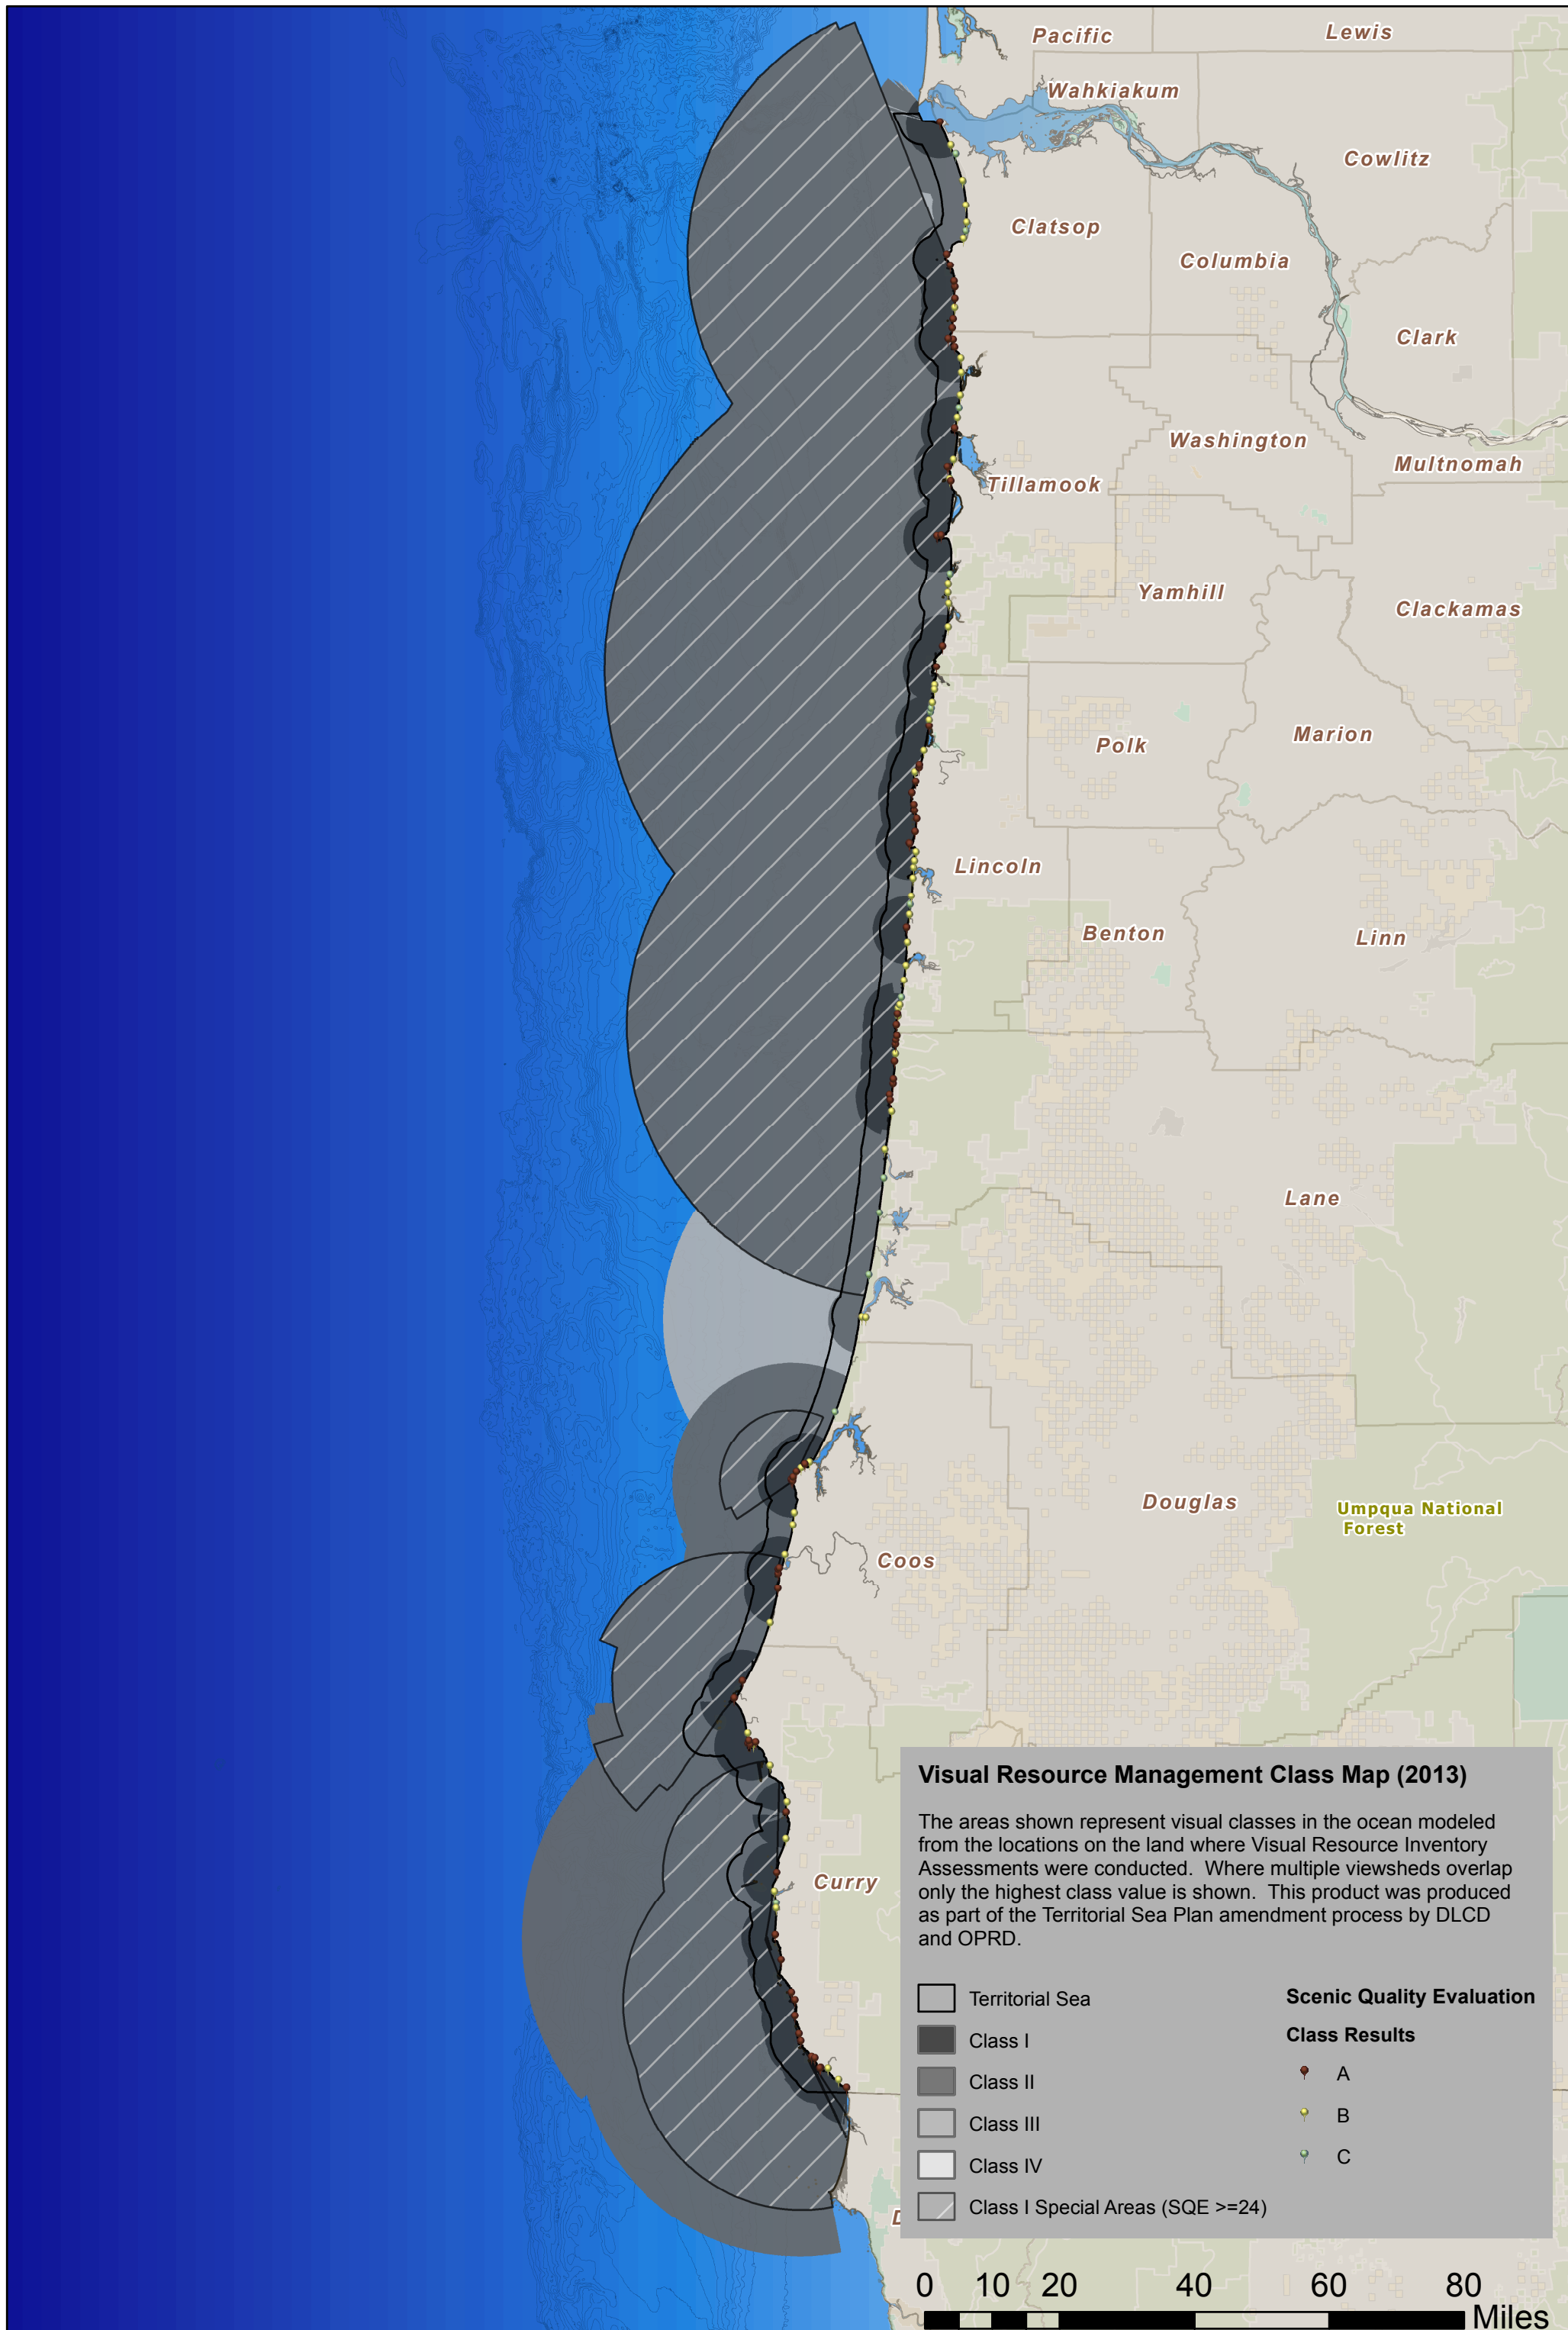 Pacific
Lewis
Wahkiakum
Cowlitz
Clatsop
Columbia
Clark
Washington
Multnomah
Tillamook
Yamhill
Clackamas
Polk
Marion
Lincoln
Benton
Linn
Lane
Douglas
Umpqua National
Forest
Coos
Curry
Visual Resource Management Class Map (2013)
The areas shown represent visual classes in the ocean modeled
from the locations on the land where Visual Resource Inventory
Assessments were conducted.  Where multiple viewsheds overlap
only the highest class value is shown.  This product was produced
as part of the Territorial Sea Plan amendment process by DLCD
and OPRD.
Territorial Sea
Class I
Class II
Class III
Class IV
Class I Special Areas (SQE >=24)
Scenic Quality Evaluation
Class Results
A
B
C
0 10 20 40 60 80
Miles